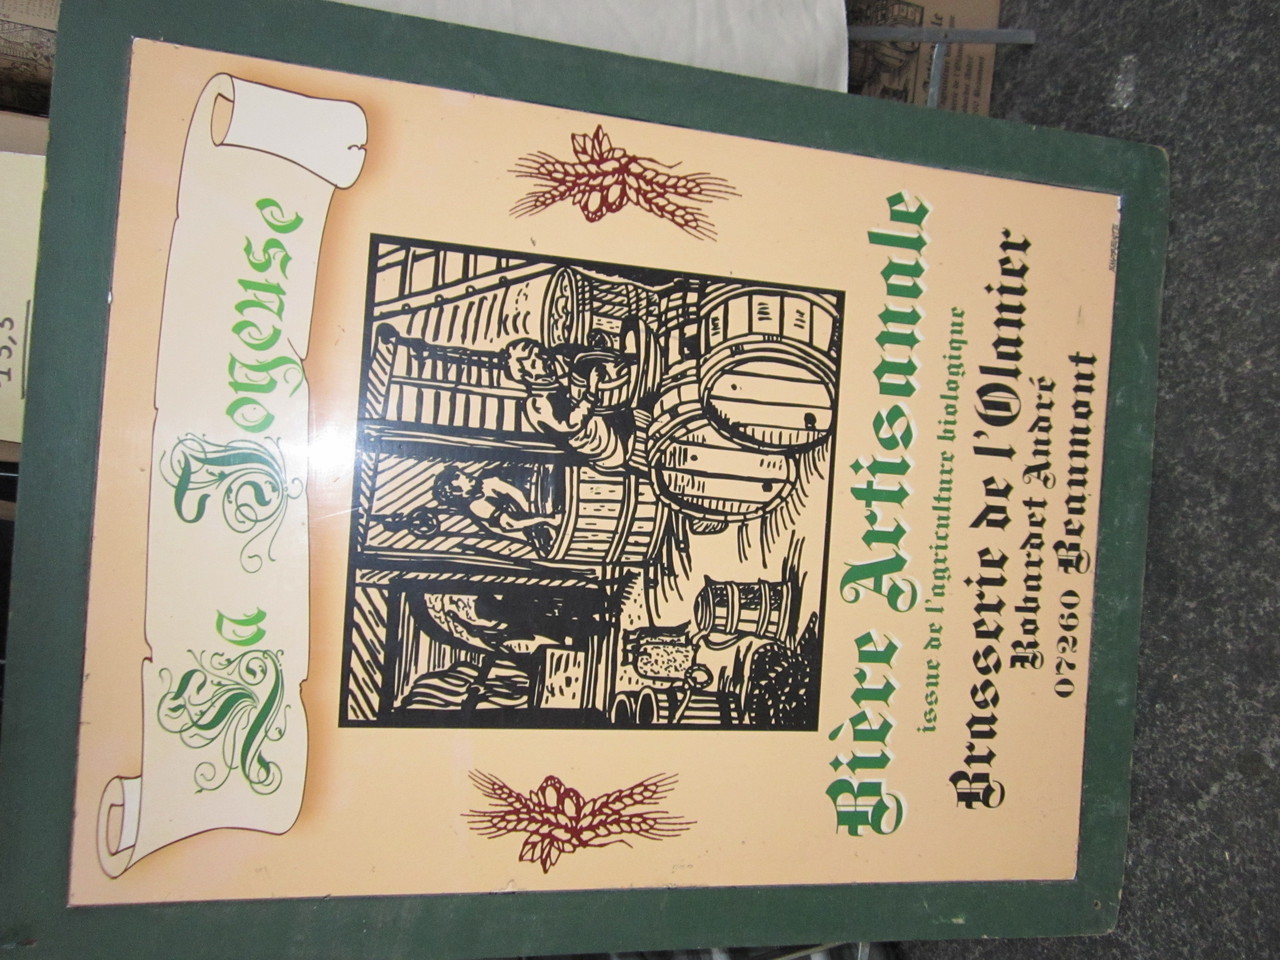 La Joyeuse
Bière Artisanale
issue de l'agriculture biologique
Brasserie de l'Olanier
Robardet André
07260 Beaumont